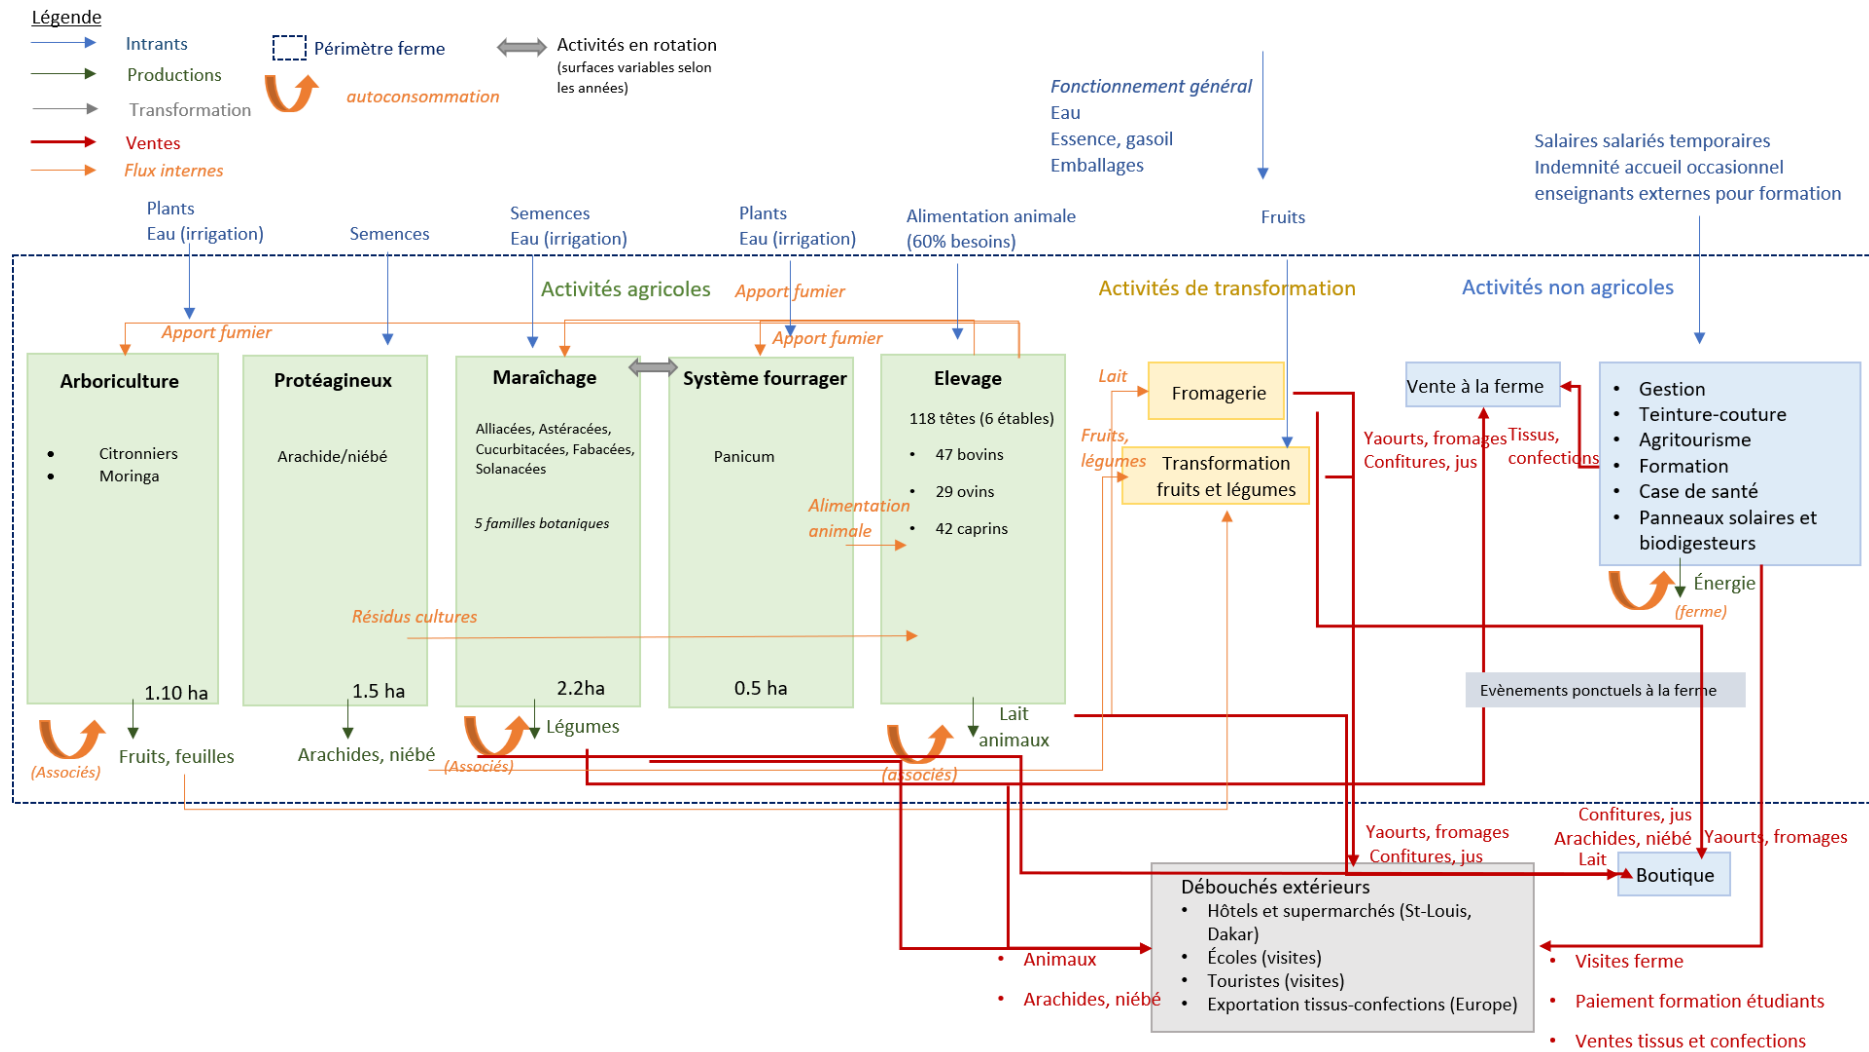 Légende
Intrants
Productions
Transformation
Ventes
Flux internes
Périmètre ferme
autoconsommation
Activités en rotation
(surfaces variables selon
les années)
Fonctionnement général
Eau
Essence, gasoil
Emballages
Salaires salariés temporaires
Indemnité accueil occasionnel
enseignants externes pour formation
Plants
Eau (irrigation)
Semences
Semences
Eau (irrigation)
Plants
Eau (irrigation)
Alimentation animale
(60% besoins)
Fruits
Activités agricoles
Apport fumier
Activités de transformation
Activités non agricoles
Apport fumier
Apport fumier
Arboriculture
• Citronniers
• Moringa
1.10 ha
Protéagineux
Arachide/niébé
1.5 ha
Maraîchage
Alliacées, Astéracées,
Cucurbitacées, Fabacées,
Solanacées
5 familles botaniques
2.2ha
Système fourrager
Panicum
0.5 ha
Elevage
118 têtes (6 étables)
• 47 bovins
• 29 ovins
• 42 caprins
Alimentation
animale
Résidus cultures
Lait
Fromagerie
Fruits,
légumes
Transformation
fruits et légumes
Vente à la ferme
Yaourts, fromages
Confitures, jus
Tissus,
confections
• Gestion
• Teinture-couture
• Agritourisme
• Formation
• Case de santé
• Panneaux solaires et
biodigesteurs
Énergie
(ferme)
Evènements ponctuels à la ferme
(Associés)
Fruits, feuilles
Arachides, niébé
(Associés)
Légumes
(associés)
Lait
animaux
Yaourts, fromages
Confitures, jus
Confitures, jus
Arachides, niébé
Lait
Yaourts, fromages
Boutique
Débouchés extérieurs
• Hôtels et supermarchés (St-Louis,
Dakar)
• Écoles (visites)
• Touristes (visites)
• Exportation tissus-confections (Europe)
• Animaux
• Arachides, niébé
• Visites ferme
• Paiement formation étudiants
• Ventes tissus et confections